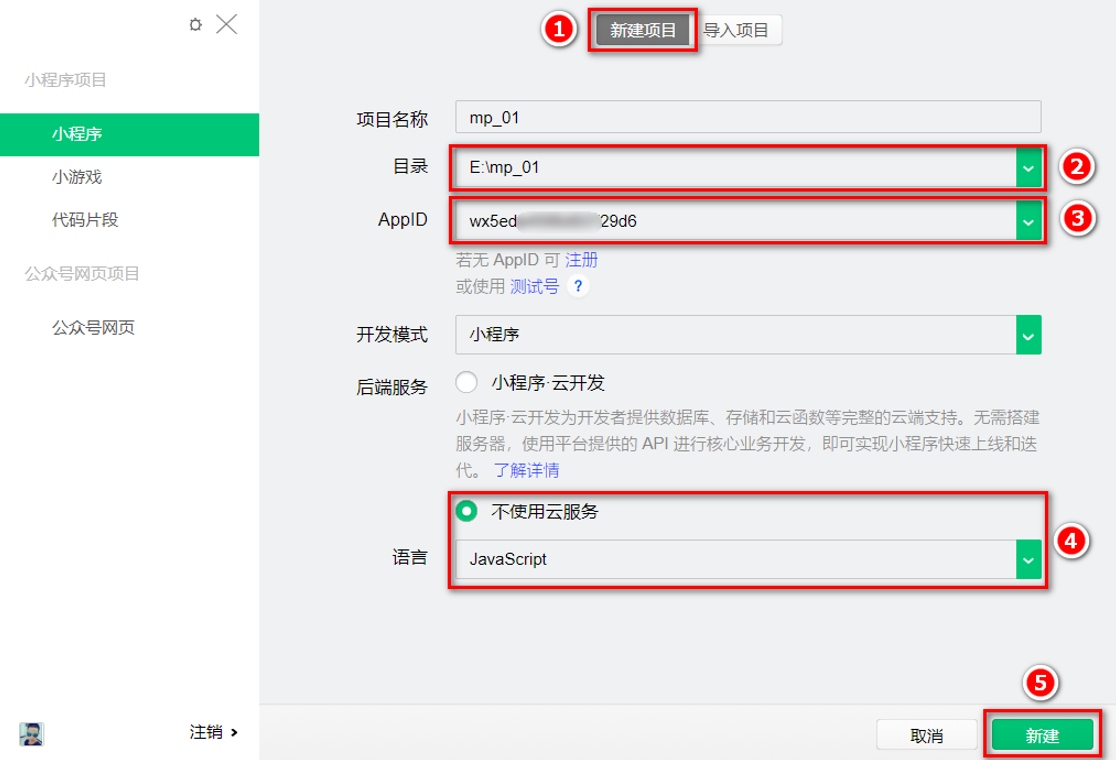 小程序项目
小程序
小游戏
代码片段
公众号网页项目
公众号网页
注销
1
新建项目
导入项目
项目名称
mp_01
目录
E:\mp_01
2
AppID
wx5ed
29d6
3
若无 AppID 可 注册
或使用 测试号 ?
开发模式
小程序
后端服务
小程序·云开发
小程序·云开发为开发者提供数据库、存储和云函数等完整的云端支持。无需搭建
服务器，使用平台提供的 API 进行核心业务开发，即可实现小程序快速上线和迭
代。 了解详情
不使用云服务
4
语言
JavaScript
5
取消
新建